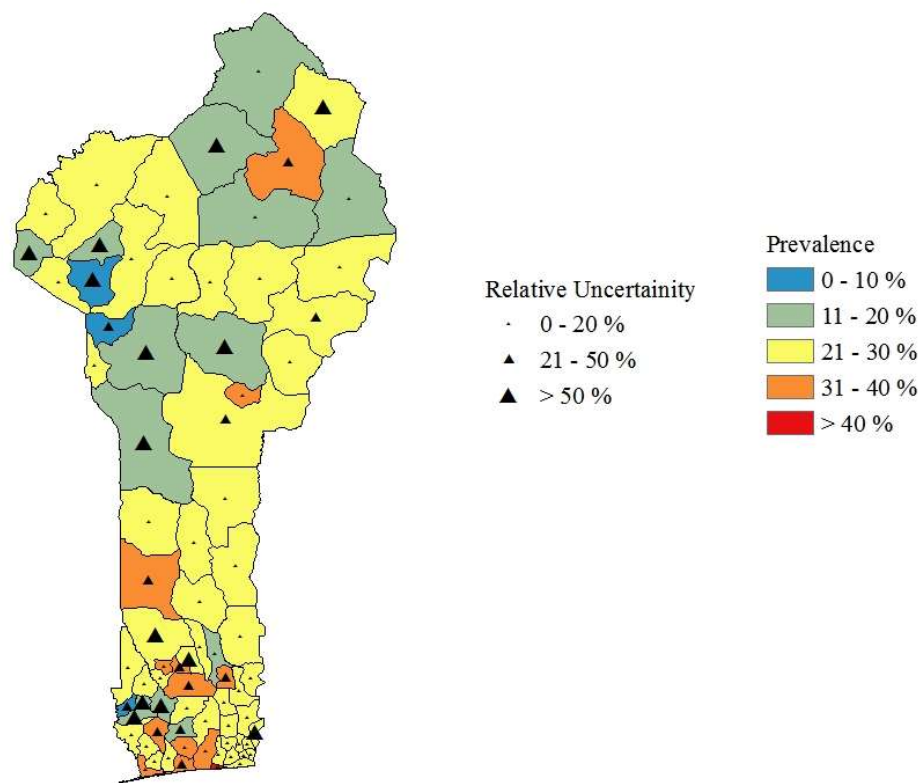 Relative Uncertainity
0 - 20 %
21 - 50 %
> 50 %
Prevalence
0 - 10 %
11 - 20 %
21 - 30 %
31 - 40 %
> 40 %